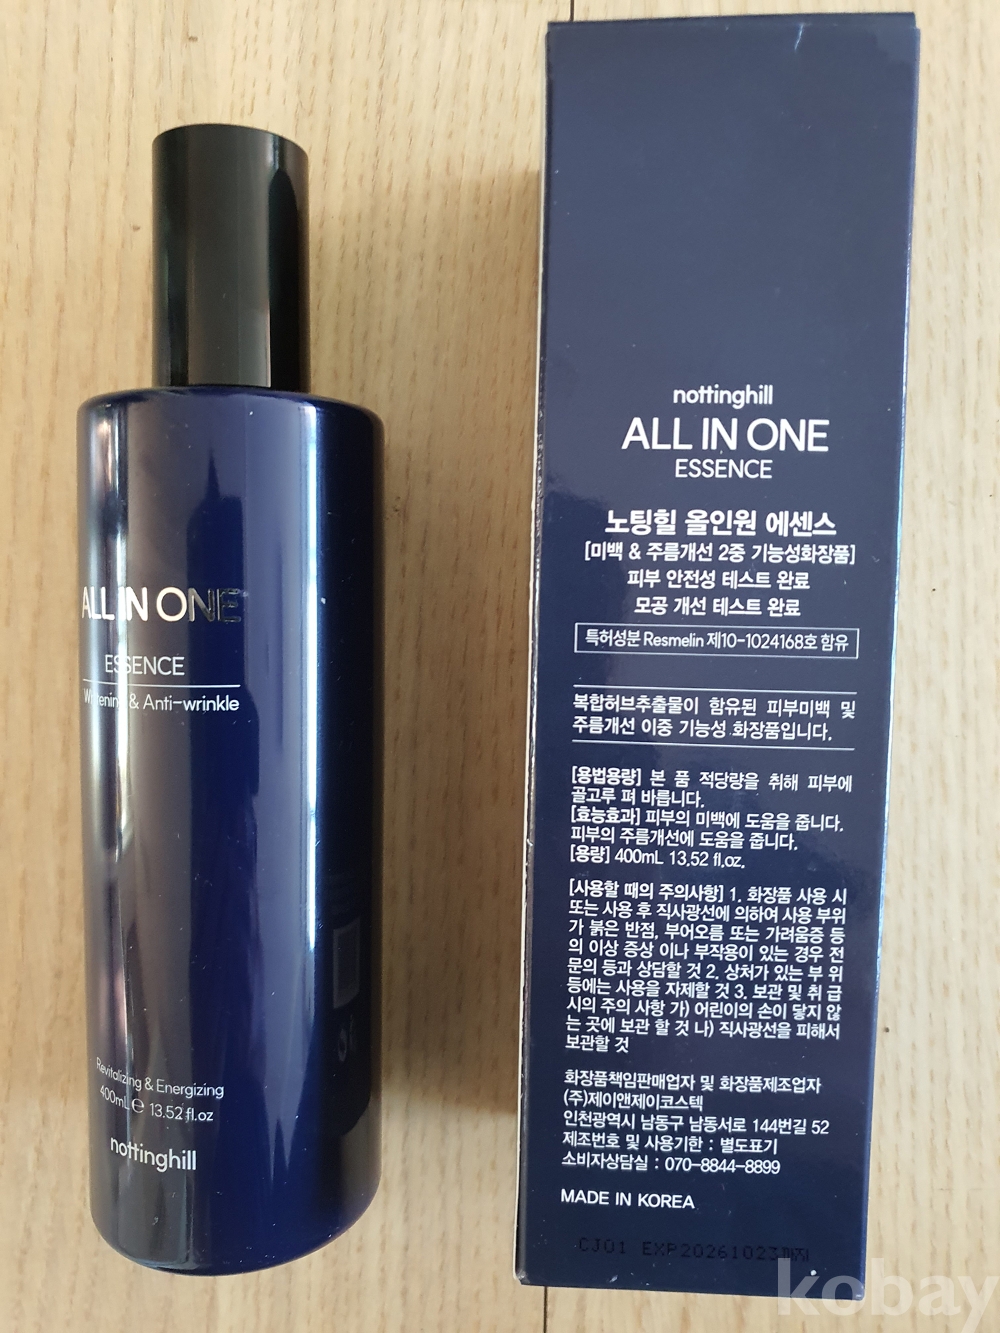 ALL IN ONE
ESSENCE
Whitening & Anti-wrinkle
Revitalizing & Energizing
400mL ℮ 13.52 fl.oz
nottinghill
nottinghill
ALL IN ONE
ESSENCE
노팅힐 올인원 에센스
[미백 & 주름개선 2중 기능성화장품]
피부 안전성 테스트 완료
모공 개선 테스트 완료
특허성분 Resmelin 제10-1024168호 함유
복합허브추출물이 함유된 피부미백 및
주름개선 이중 기능성 화장품입니다.
[용법용량] 본 품 적당량을 취해 피부에
골고루 펴 바릅니다.
[효능효과] 피부의 미백에 도움을 줍니다.
피부의 주름개선에 도움을 줍니다.
[용량] 400mL 13.52 fl.oz.
[사용할 때의 주의사항] 1. 화장품 사용 시
또는 사용 후 직사광선에 의하여 사용 부위
가 붉은 반점, 부어오름 또는 가려움증 등
의 이상 증상 이나 부작용이 있는 경우 전
문의 등과 상담할 것 2. 상처가 있는 부 위
등에는 사용을 자제할 것 3. 보관 및 취 급
시의 주의 사항 가) 어린이의 손이 닿지 않
는 곳에 보관 할 것 나) 직사광선을 피해서
보관할 것
화장품책임판매업자 및 화장품제조업자
(주)제이앤제이코스텍
인천광역시 남동구 남동서로 144번길 52
제조번호 및 사용기한 : 별도표기
소비자상담실 : 070-8844-8899
MADE IN KOREA
CJ01 EXP20261023까지
kobay